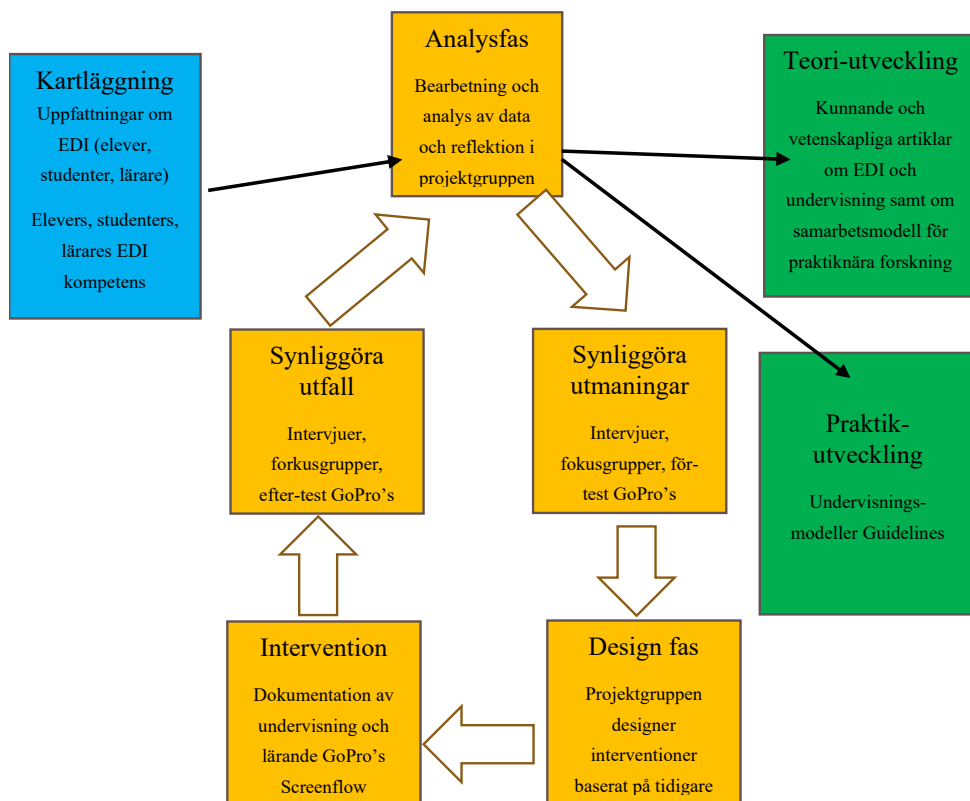 Kartläggning
Uppfattningar om
EDI (elever,
studenter, lärare)
Elevers, studenters,
lärares EDI
kompetens
Analysfas
Bearbetning och
analys av data
och reflektion i
projektgruppen
Teori-utveckling
Kunnande och
vetenskapliga artiklar
om EDI och
undervisning samt om
samarbetsmodell för
praktiknära forskning
Synliggöra
utfall
Intervjuer,
forkusgrupper,
efter-test GoPro’s
Synliggöra
utmaningar
Intervjuer,
fokusgrupper, för-
test GoPro’s
Praktik-
utveckling
Undervisnings-
modeller Guidelines
Intervention
Dokumentation av
undervisning och
lärande GoPro’s
Screenflow
Design fas
Projektgruppen
designer
interventioner
baserat på tidigare